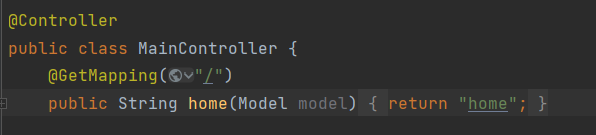 @Controller
public class MainController {
@GetMapping("/")
public String home(Model model) { return "home"; }